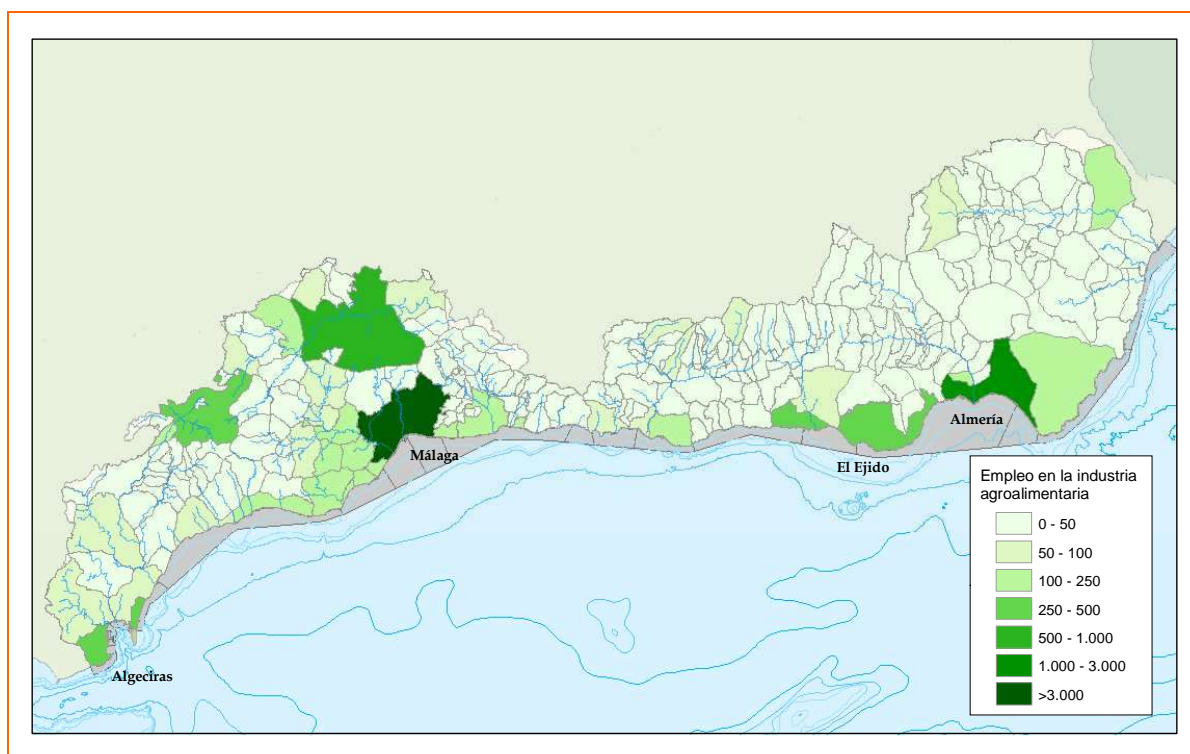 Málaga
Almería
El Ejido
Algeciras
Empleo en la industria
agroalimentaria
0 - 50
50 - 100
100 - 250
250 - 500
500 - 1.000
1.000 - 3.000
>3.000